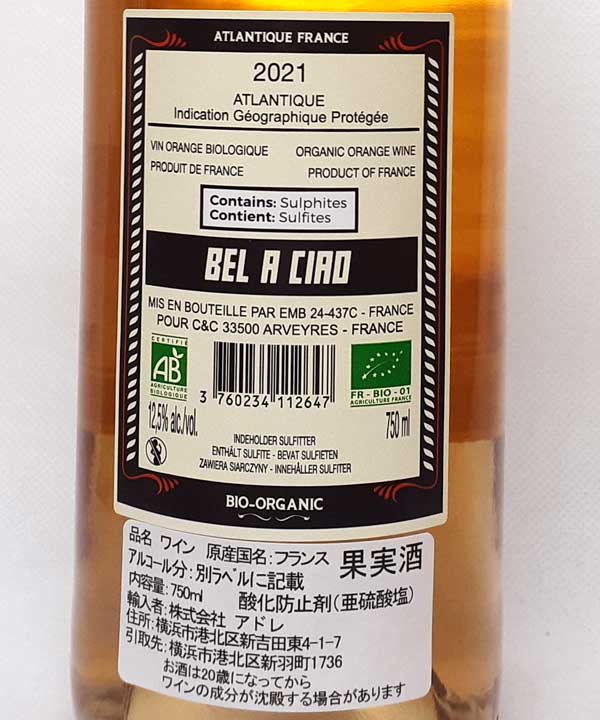 ATLANTIQUE FRANCE
2021
ATLANTIQUE
Indication Géographique Protégée
VIN ORANGE BIOLOGIQUE ORGANIC ORANGE WINE
PRODUIT DE FRANCE PRODUCT OF FRANCE
Contains: Sulphites
Contient: Sulfites
BEL A CIAO
MIS EN BOUTEILLE PAR EMB 24-437C - FRANCE
POUR C&C 33500 ARVEYRES - FRANCE
CERTIFIÉ
AB
AGRICULTURE
BIOLOGIQUE
3 760234 112647
FR-BIO-01
AGRICULTURE FRANCE
12,5% alc./vol. 750 ml
INDEHOLDER SULFITTER
ENTHÄLT SULFITE - BEVAT SULFIETEN
ZAWIERA SIARCZYNY - INNEHÅLLER SULFITER
BIO-ORGANIC
品名 ワイン 原産国名:フランス 果実酒
アルコール分:別ラベルに記載
内容量:750ml 酸化防止剤(亜硫酸塩)
輸入者:株式会社 アドレ
住所:横浜市港北区新吉田東4-1-7
引取先:横浜市港北区新羽町1736
お酒は20歳になってから
ワインの成分が沈殿する場合があります